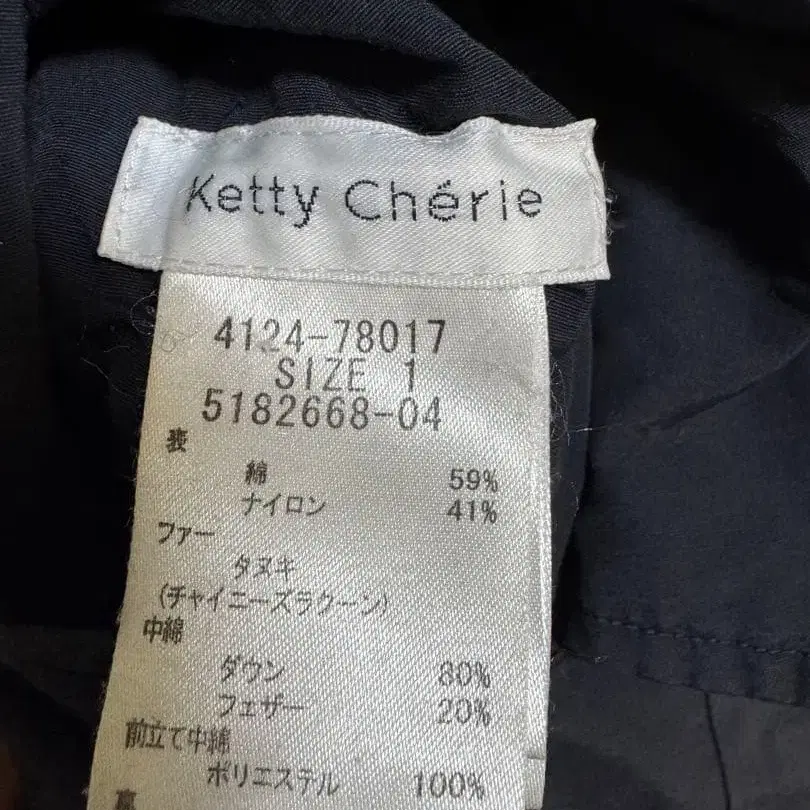 Ketty Chérie
4124-78017
SIZE 1
5182668-04
表
綿 59%
ナイロン 41%
ファー
タヌキ
(チャイニーズラクーン)
中綿
ダウン 80%
フェザー 20%
前立て中綿
ポリエステル 100%
裏